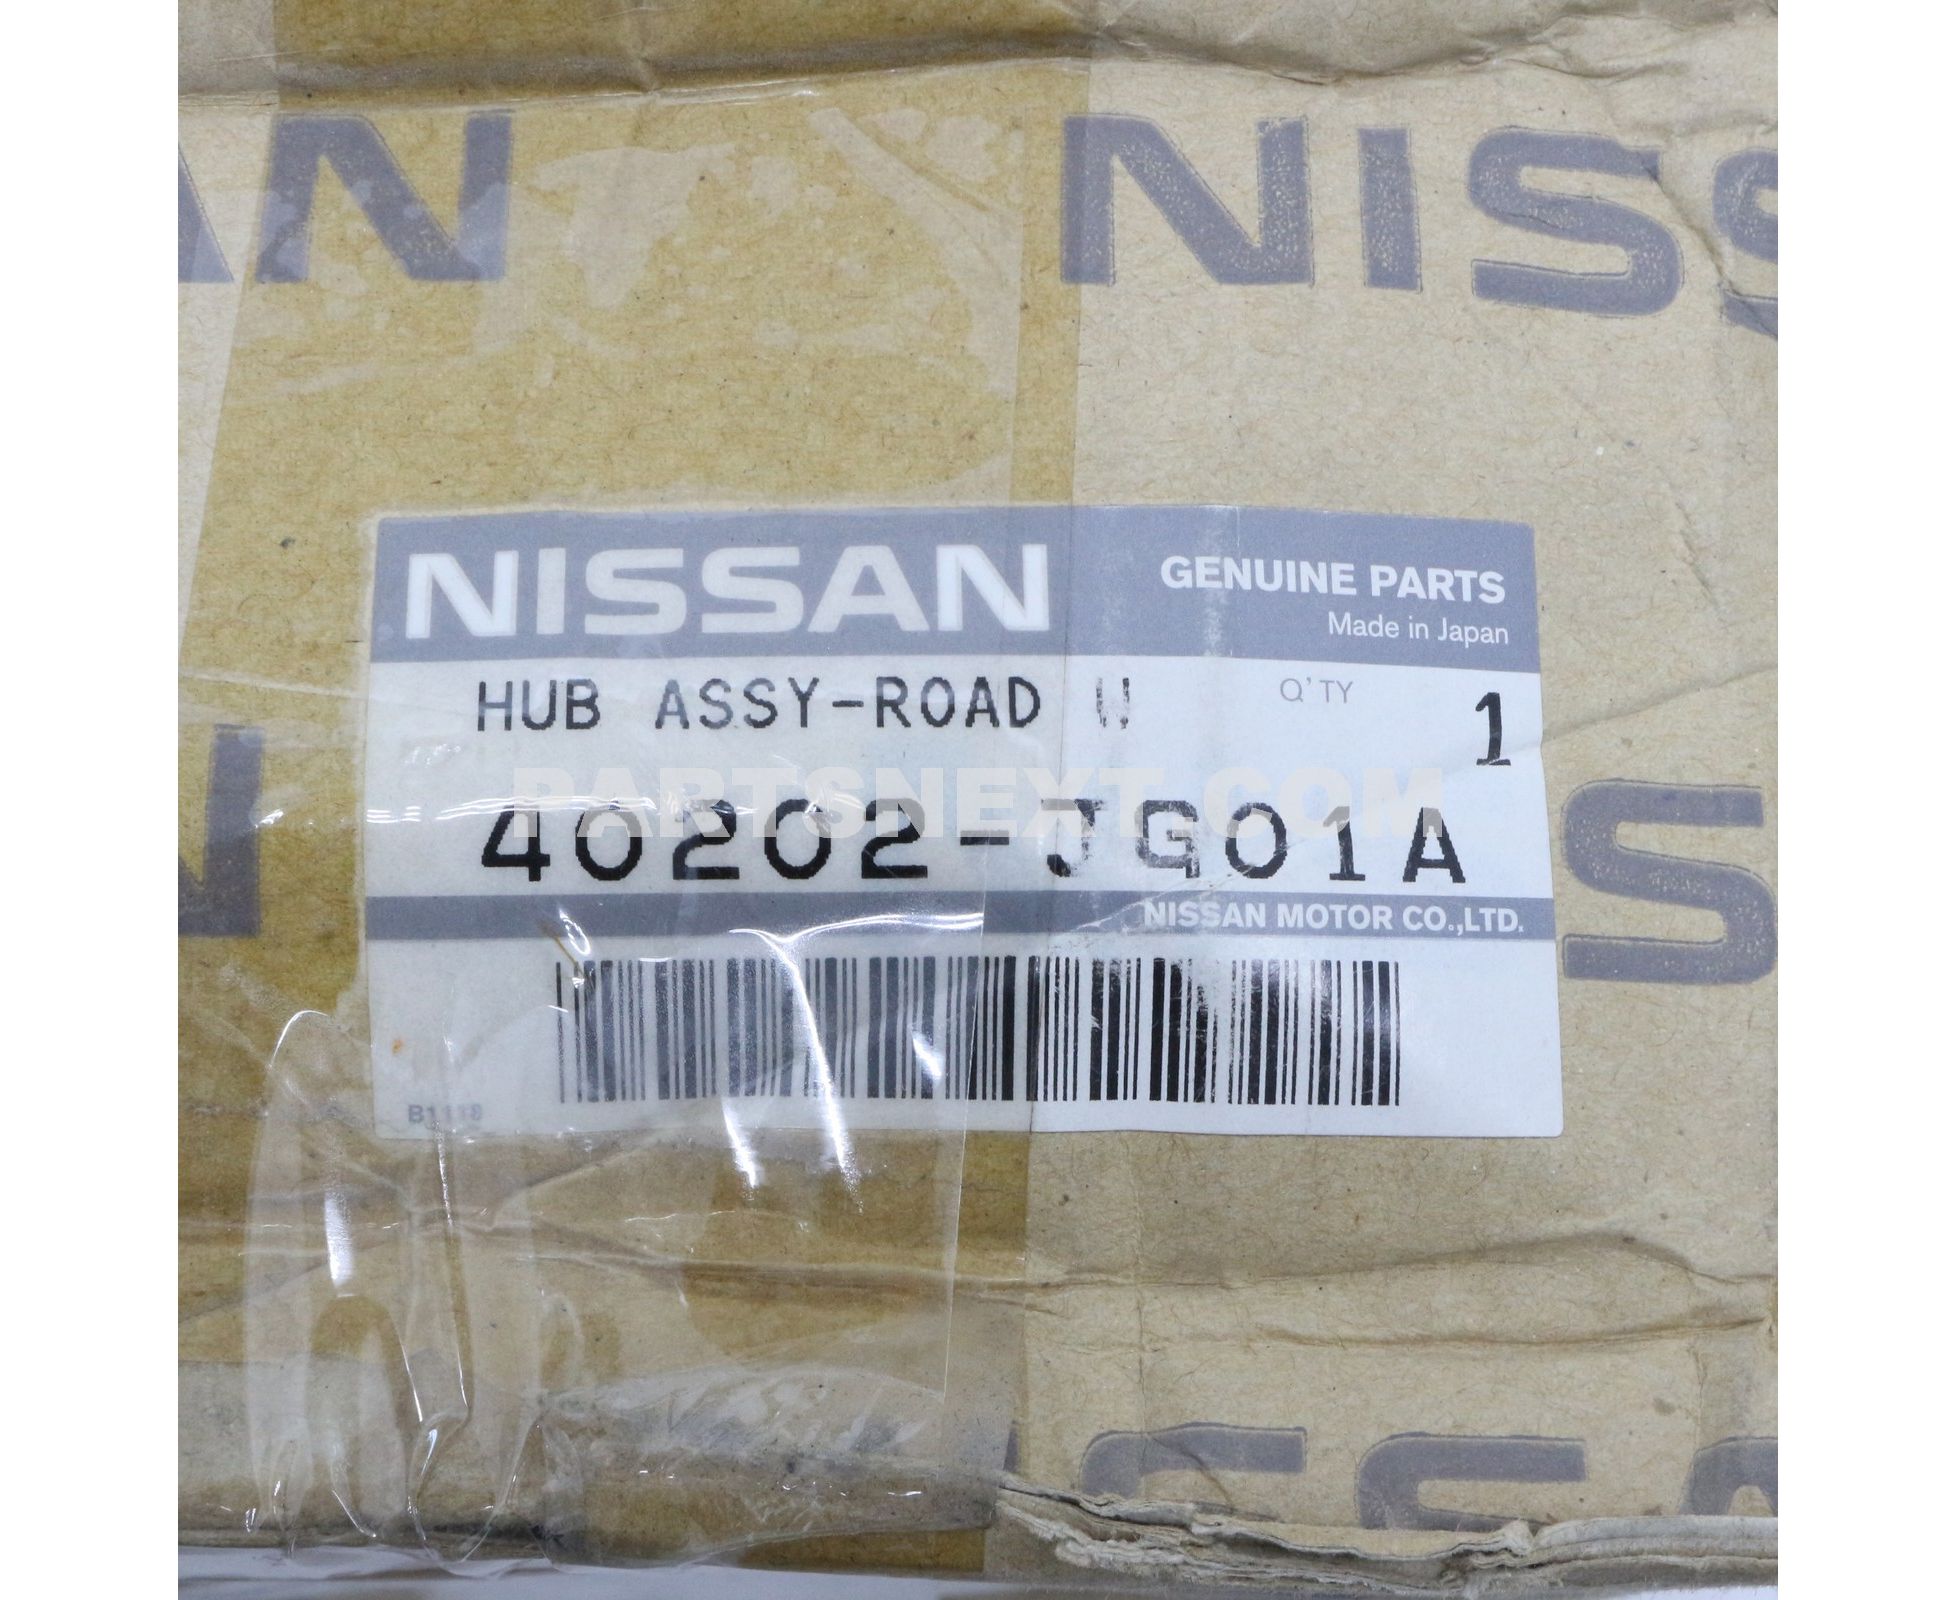 NISSAN
NISSAN
GENUINE PARTS
Made in Japan
HUB ASSY-ROAD W
Q'TY
1
PARTSNEXT.COM
40202-JG01A
NISSAN MOTOR CO.,LTD.
B1118